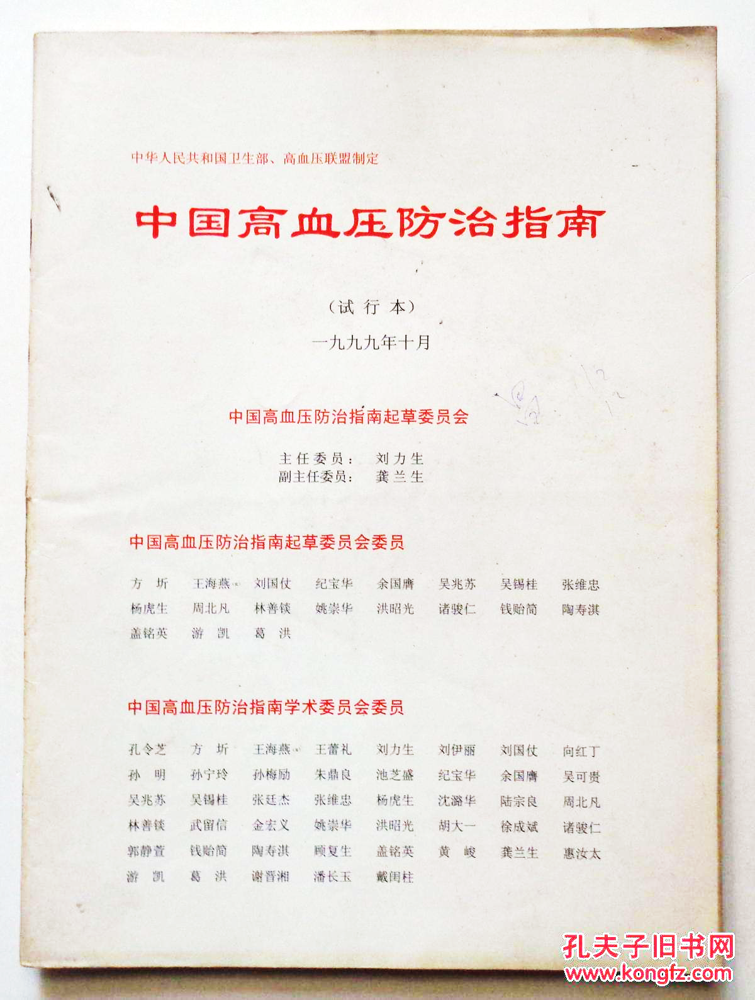 中华人民共和国卫生部、高血压联盟制定
中国高血压防治指南
（试 行 本）
一九九九年十月
中国高血压防治指南起草委员会
主 任 委 员： 刘 力 生
副主任委员： 龚 兰 生
中国高血压防治指南起草委员会委员
方 圻 王海燕 刘国仗 纪宝华 余国膺 吴兆苏 吴锡桂 张维忠
杨虎生 周北凡 林善锬 姚崇华 洪昭光 诸骏仁 钱贻简 陶寿淇
盖铭英 游 凯 葛 洪
中国高血压防治指南学术委员会委员
孔令芝 方 圻 王海燕 王蕾礼 刘力生 刘伊丽 刘国仗 向红丁
孙 明 孙宁玲 孙梅励 朱鼎良 池芝盛 纪宝华 余国膺 吴可贵
吴兆苏 吴锡桂 张廷杰 张维忠 杨虎生 沈潞华 陆宗良 周北凡
林善锬 武留信 金宏义 姚崇华 洪昭光 胡大一 徐成斌 诸骏仁
郭静萱 钱贻简 陶寿淇 顾复生 盖铭英 黄 峻 龚兰生 惠汝太
游 凯 葛 洪 谢晋湘 潘长玉 戴闺柱
孔夫子旧书网
www.kongfz.com